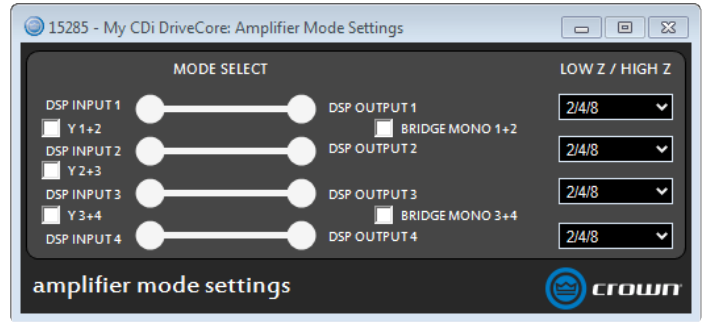 15285 - My CDi DriveCore: Amplifier Mode Settings
MODE SELECT
LOW Z / HIGH Z
DSP INPUT 1
DSP OUTPUT 1
2/4/8
Y 1+2
BRIDGE MONO 1+2
DSP INPUT 2
DSP OUTPUT 2
2/4/8
Y 2+3
DSP INPUT 3
DSP OUTPUT 3
2/4/8
Y 3+4
BRIDGE MONO 3+4
DSP INPUT 4
DSP OUTPUT 4
2/4/8
amplifier mode settings
crown